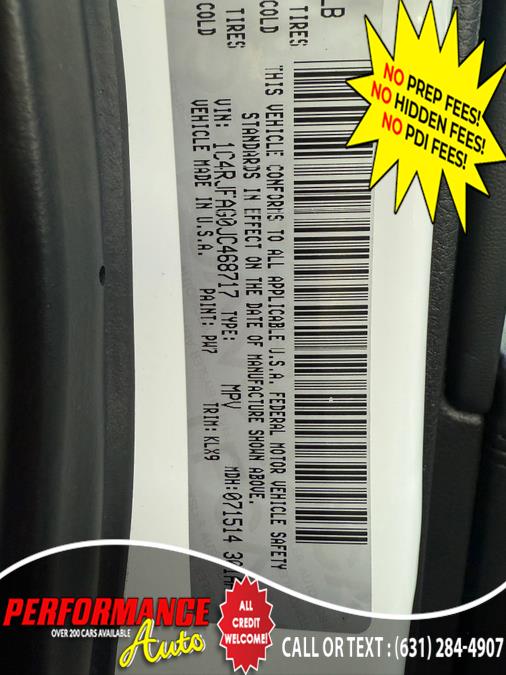 LB
TIRES COLD
TIRES COLD
THIS VEHICLE CONFORMS TO ALL APPLICABLE U.S.A. FEDERAL MOTOR VEHICLE SAFETY
STANDARDS IN EFFECT ON THE DATE OF MANUFACTURE SHOWN ABOVE.
VIN: 1C4RJFAG0JC468717 TYPE: MPV MDH:071514
VEHICLE MADE IN U.S.A. PAINT: PW7 TRIM: KLX9
NO PREP FEES!
NO HIDDEN FEES!
NO PDI FEES!
PERFORMANCE
OVER 200 CARS AVAILABLE
Auto
ALL
CREDIT
WELCOME!
CALL OR TEXT : (631) 284-4907